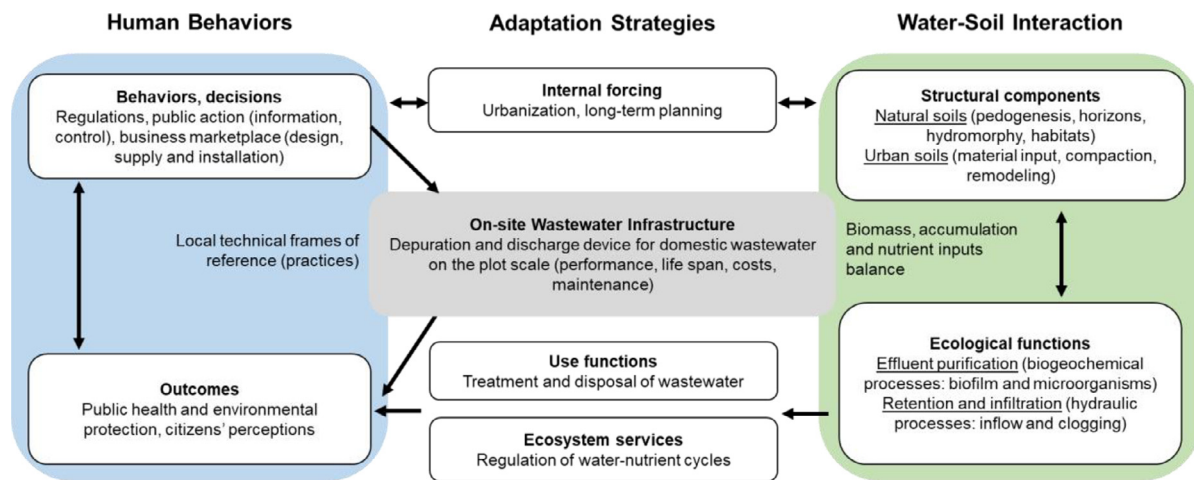 Human Behaviors
Adaptation Strategies
Water-Soil Interaction
Behaviors, decisions
Regulations, public action (information,
control), business marketplace (design,
supply and installation)
Internal forcing
Urbanization, long-term planning
Structural components
Natural soils (pedogenesis, horizons,
hydromorphy, habitats)
Urban soils (material input, compaction,
remodeling)
Local technical frames of
reference (practices)
On-site Wastewater Infrastructure
Depuration and discharge device for domestic wastewater
on the plot scale (performance, life span, costs,
maintenance)
Biomass, accumulation
and nutrient inputs
balance
Outcomes
Public health and environmental
protection, citizens’ perceptions
Use functions
Treatment and disposal of wastewater
Ecosystem services
Regulation of water-nutrient cycles
Ecological functions
Effluent purification (biogeochemical
processes: biofilm and microorganisms)
Retention and infiltration (hydraulic
processes: inflow and clogging)